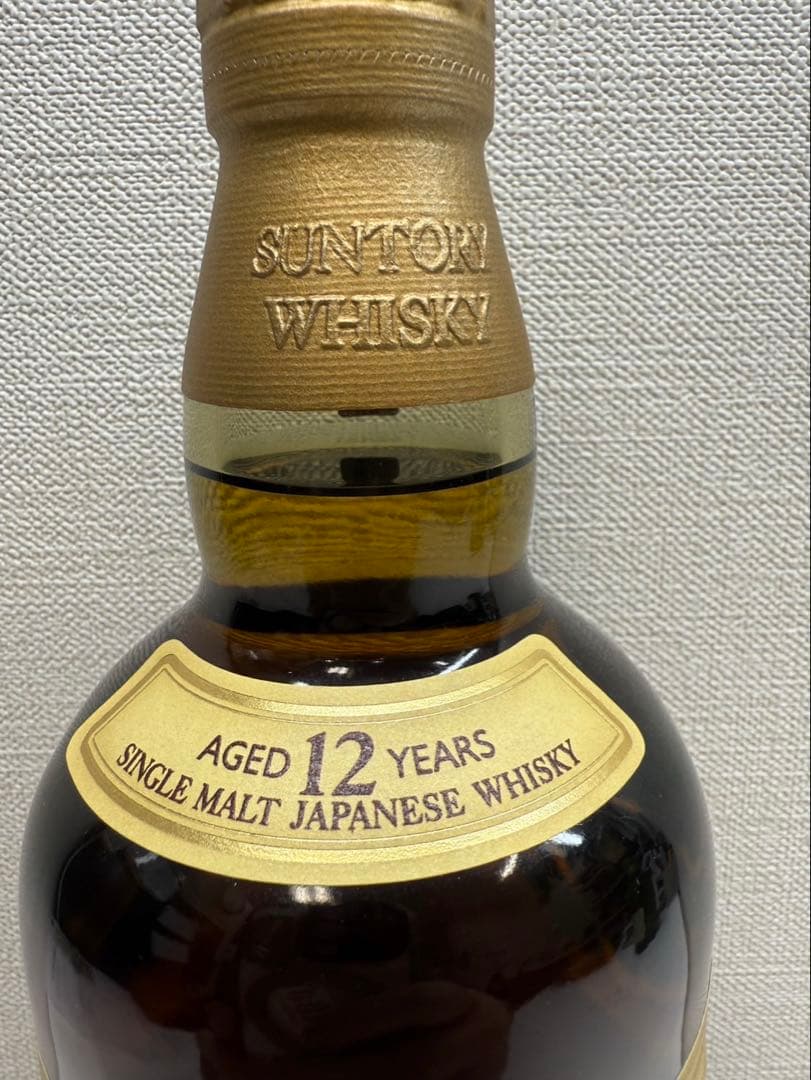 SUNTORY
WHISKY
AGED 12 YEARS
SINGLE MALT JAPANESE WHISKY